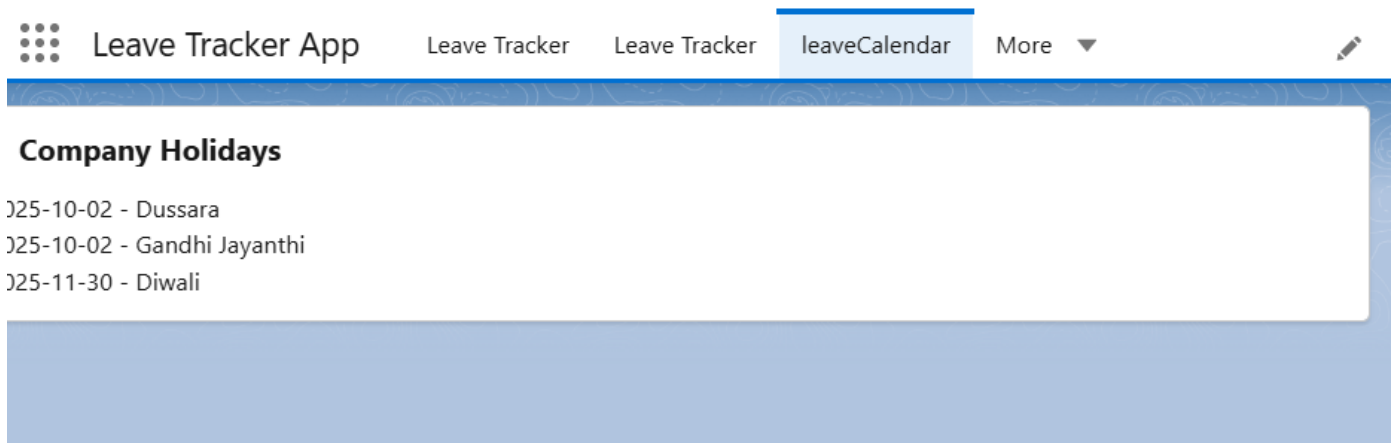 Leave Tracker App Leave Tracker Leave Tracker leaveCalendar More
Company Holidays
025-10-02 - Dussara
025-10-02 - Gandhi Jayanthi
025-11-30 - Diwali